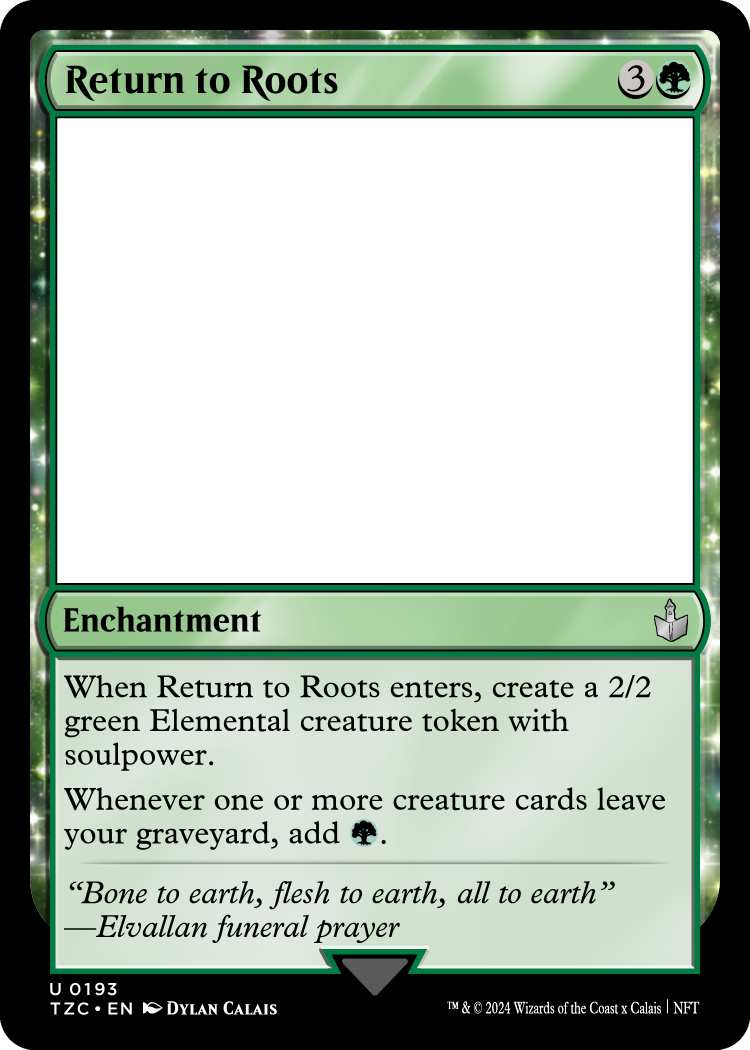 Return to Roots 3
Enchantment
When Return to Roots enters, create a 2/2
green Elemental creature token with
soulpower.
Whenever one or more creature cards leave
your graveyard, add .
“Bone to earth, flesh to earth, all to earth”
—Elvallan funeral prayer
U 0193
TZC • EN DYLAN CALAIS
™ & © 2024 Wizards of the Coast x Calais | NFT